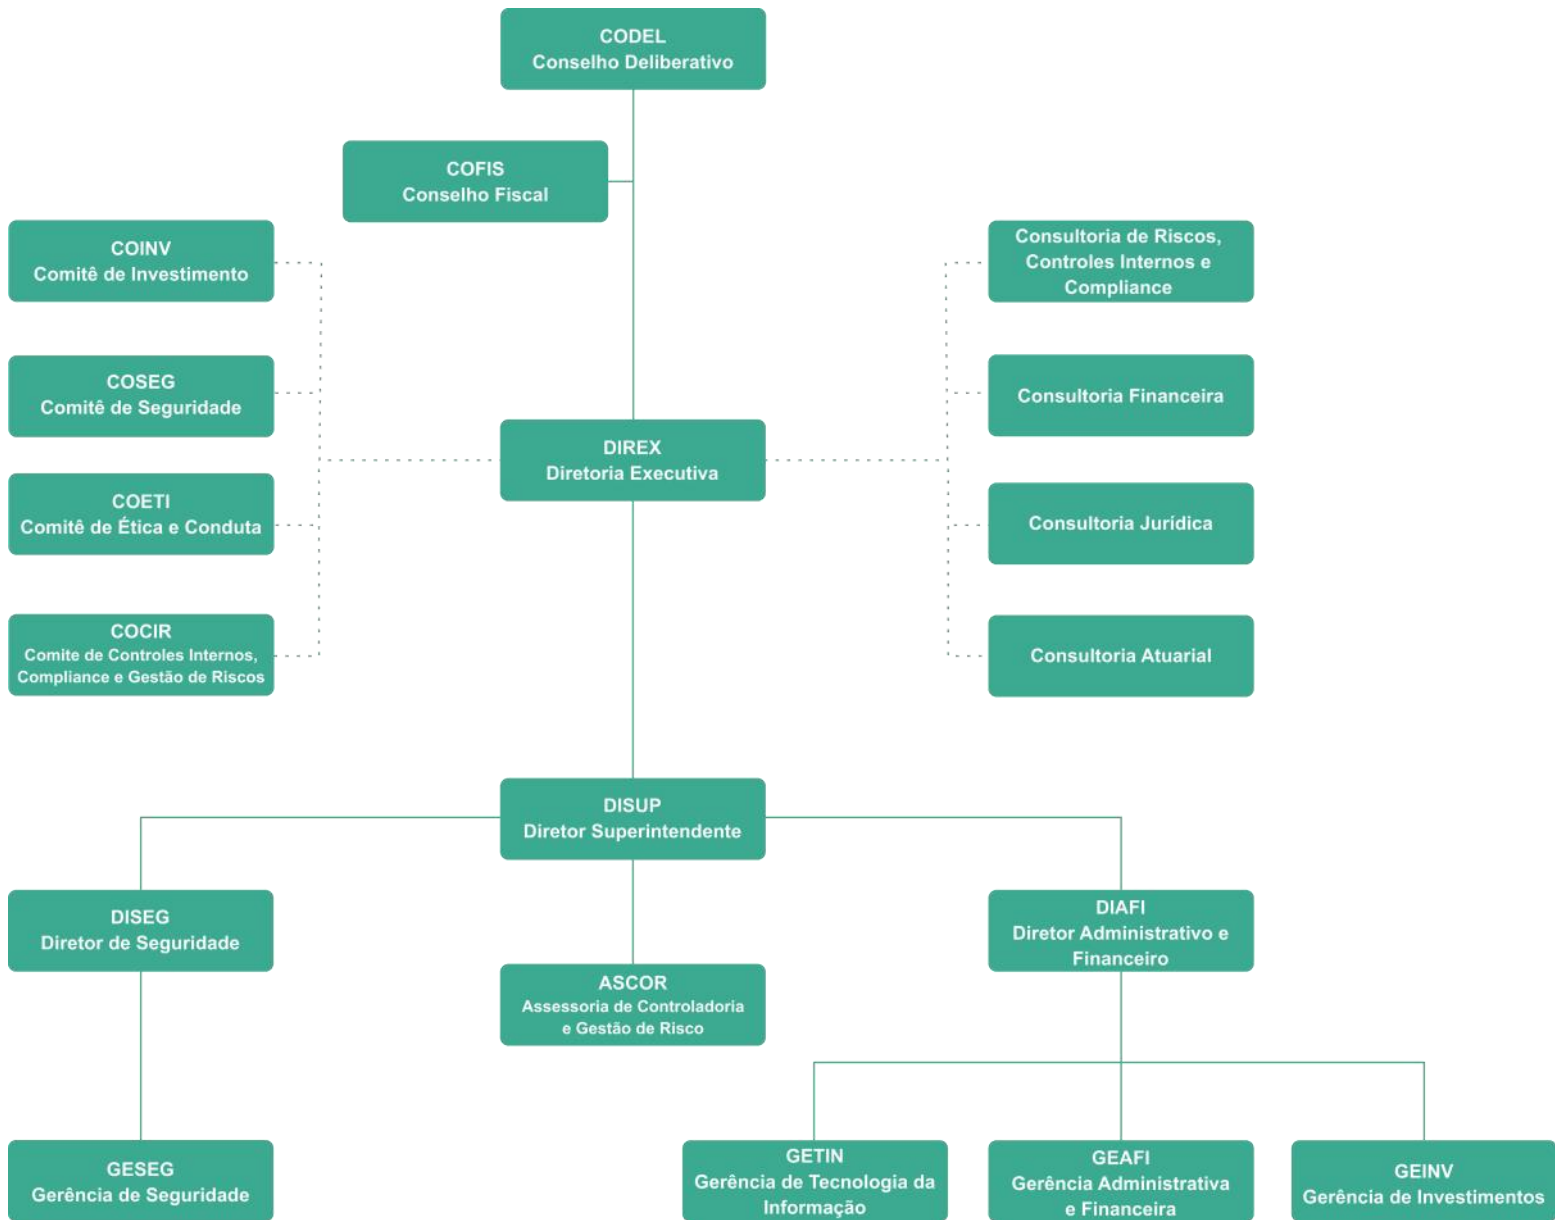 CODEL
Conselho Deliberativo
COFIS
Conselho Fiscal
COINV
Comitê de Investimento
Consultoria de Riscos,
Controles Internos e
Compliance
COSEG
Comitê de Seguridade
Consultoria Financeira
DIREX
Diretoria Executiva
COETI
Comitê de Ética e Conduta
Consultoria Jurídica
COCIR
Comite de Controles Internos,
Compliance e Gestão de Riscos
Consultoria Atuarial
DISUP
Diretor Superintendente
DISEG
Diretor de Seguridade
DIAFI
Diretor Administrativo e
Financeiro
ASCOR
Assessoria de Controladoria
e Gestão de Risco
GESEG
Gerência de Seguridade
GETIN
Gerência de Tecnologia da
Informação
GEAFI
Gerência Administrativa
e Financeira
GEINV
Gerência de Investimentos